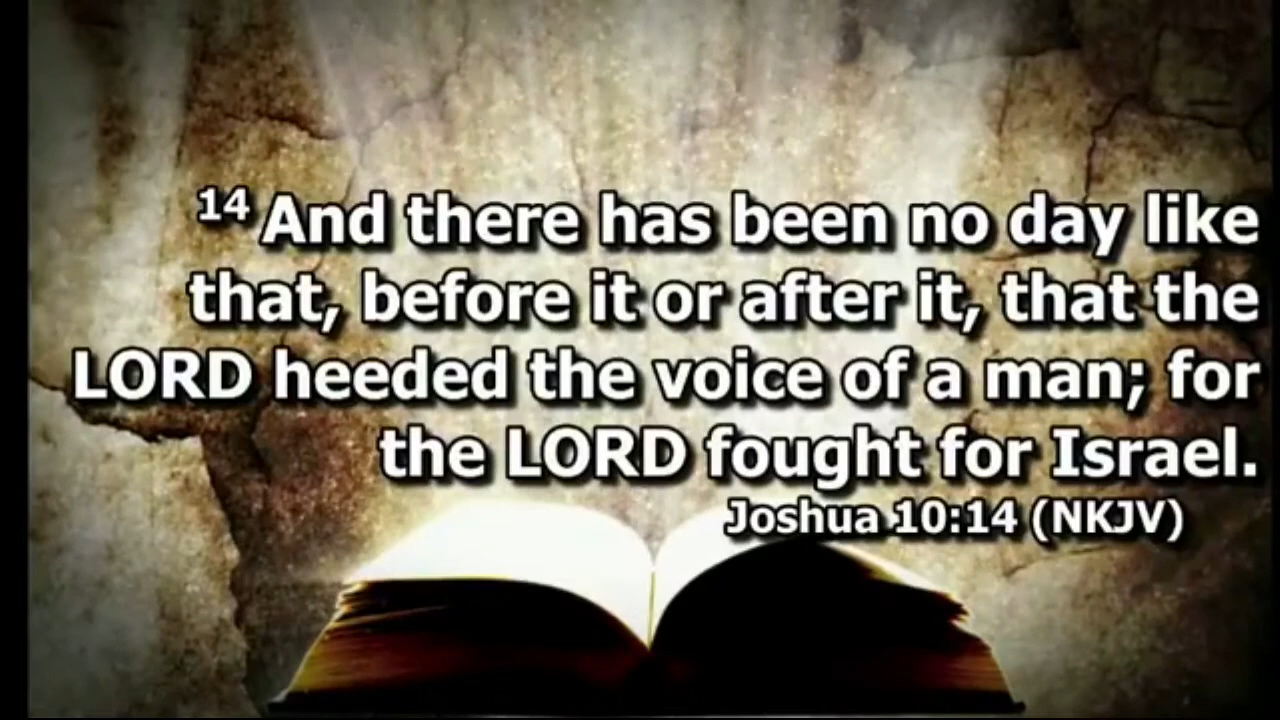 14 And there has been no day like
that, before it or after it, that the
LORD heeded the voice of a man; for
the LORD fought for Israel.
Joshua 10:14 (NKJV)